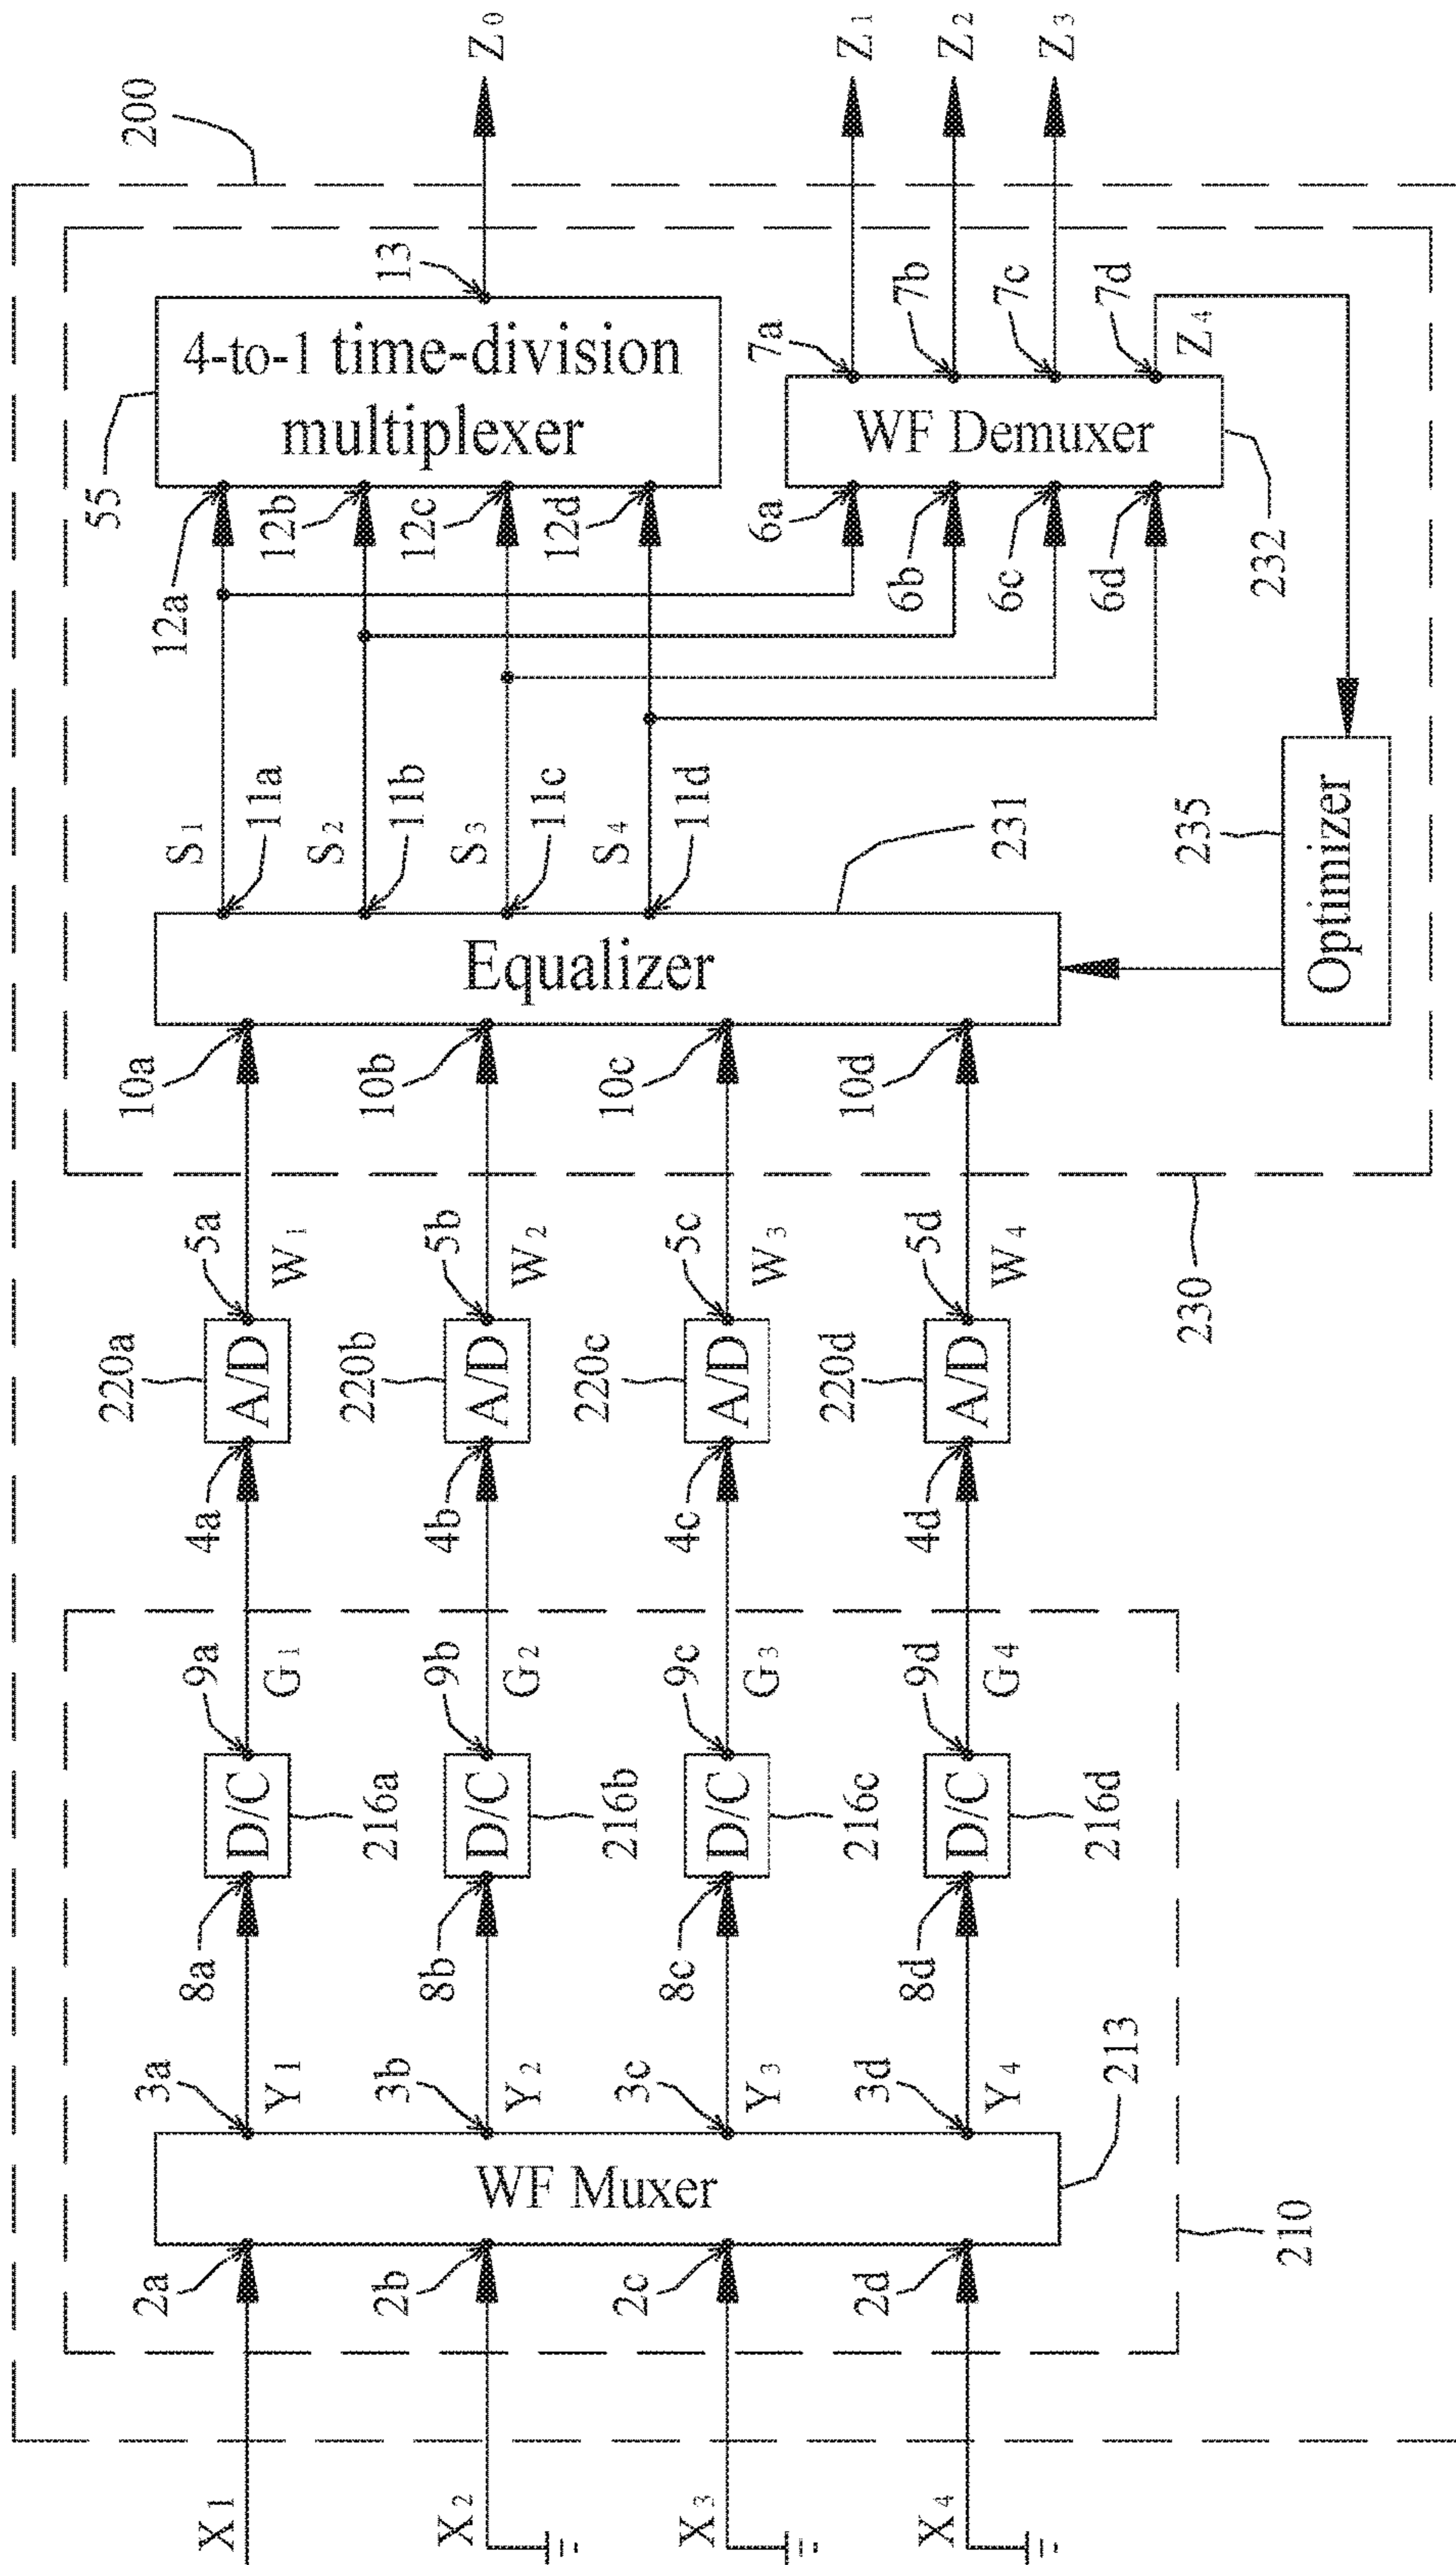 200
Z0
Z1
Z2
Z3
55
4-to-1 time-division
multiplexer
13
12a
12b
12c
12d
WF Demuxer
6a
6b
6c
6d
7a
7b
7c
7d
Z4
232
S1
S2
S3
S4
11a
11b
11c
11d
231
Equalizer
10a
10b
10c
10d
235
Optimizer
230
5a
5b
5c
5d
W1
W2
W3
W4
220a
220b
220c
220d
A/D
A/D
A/D
A/D
4a
4b
4c
4d
9a
9b
9c
9d
G1
G2
G3
G4
D/C
D/C
D/C
D/C
216a
216b
216c
216d
8a
8b
8c
8d
3a
3b
3c
3d
Y1
Y2
Y3
Y4
WF Muxer
213
2a
2b
2c
2d
210
X1
X2
X3
X4